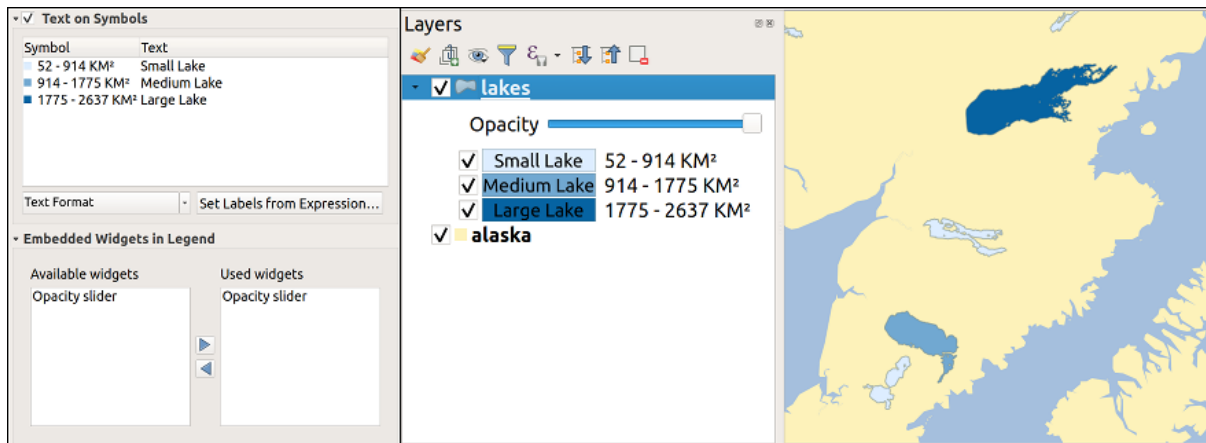 Text on Symbols
Symbol Text
52 - 914 KM² Small Lake
914 - 1775 KM² Medium Lake
1775 - 2637 KM² Large Lake
Text Format
Set Labels from Expression...
Embedded Widgets in Legend
Available widgets Used widgets
Opacity slider Opacity slider
Layers
lakes
Opacity
Small Lake 52 - 914 KM²
Medium Lake 914 - 1775 KM²
Large Lake 1775 - 2637 KM²
alaska